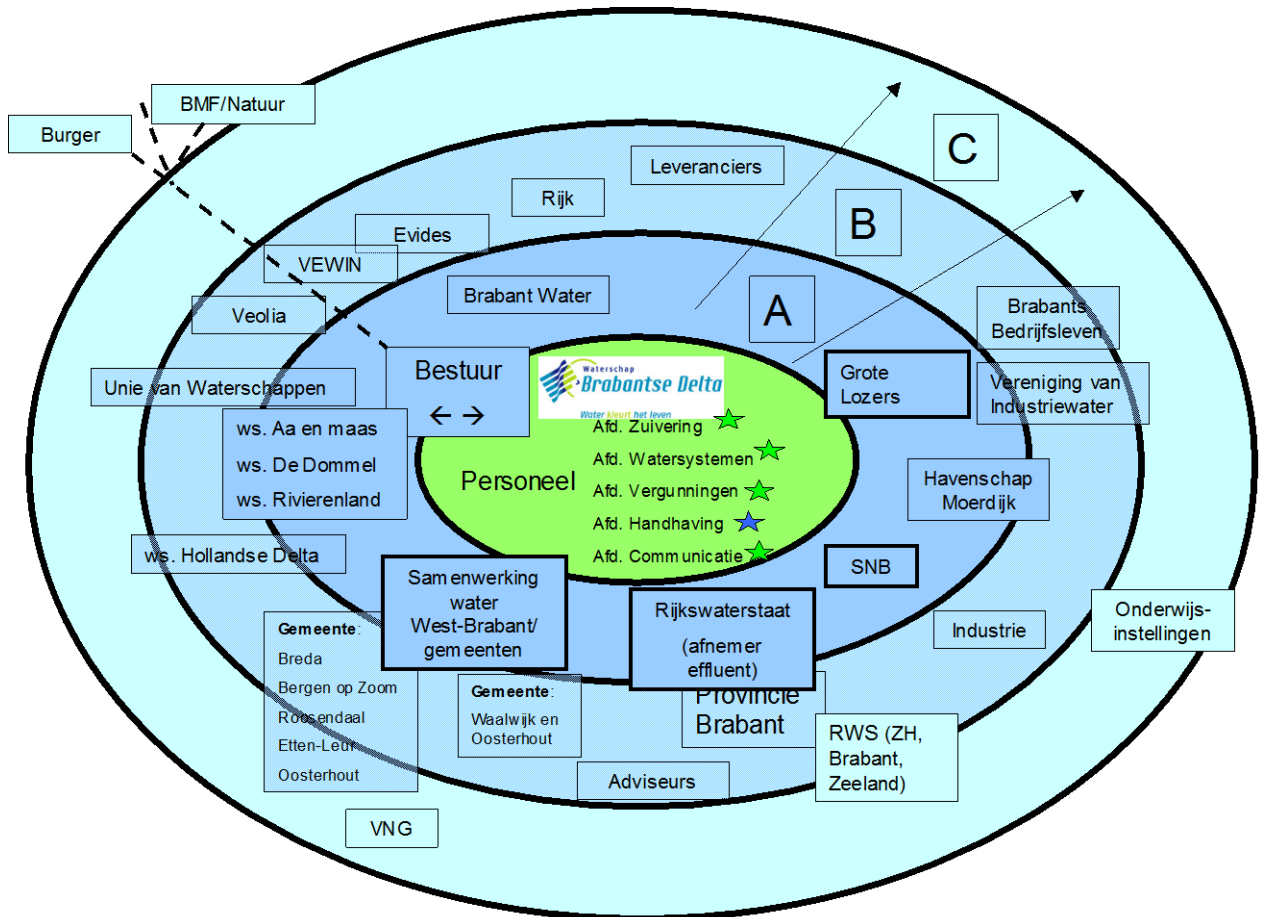 BMF/Natuur
Burger
C
Leveranciers
B
Rijk
Evides
VEWIN
Brabant Water
A
Veolia
Brabants
Bedrijfsleven
Bestuur
← →
Waterschap
Brabantse Delta
Water kleurt het leven
Grote
Lozers
Vereniging van
Industriewater
Unie van Waterschappen
ws. Aa en maas
ws. De Dommel
ws. Rivierenland
Personeel
Afd. Zuivering
Afd. Watersystemen
Afd. Vergunningen
Afd. Handhaving
Afd. Communicatie
Havenschap
Moerdijk
ws. Hollandse Delta
SNB
Samenwerking
water
West-Brabant/
gemeenten
Rijkswaterstaat
(afnemer
effluent)
Industrie
Onderwijs-
instellingen
Gemeente:
Breda
Bergen op Zoom
Roosendaal
Etten-Leur
Oosterhout
Gemeente:
Waalwijk en
Oosterhout
Provincie
Brabant
RWS (ZH,
Brabant,
Zeeland)
Adviseurs
VNG